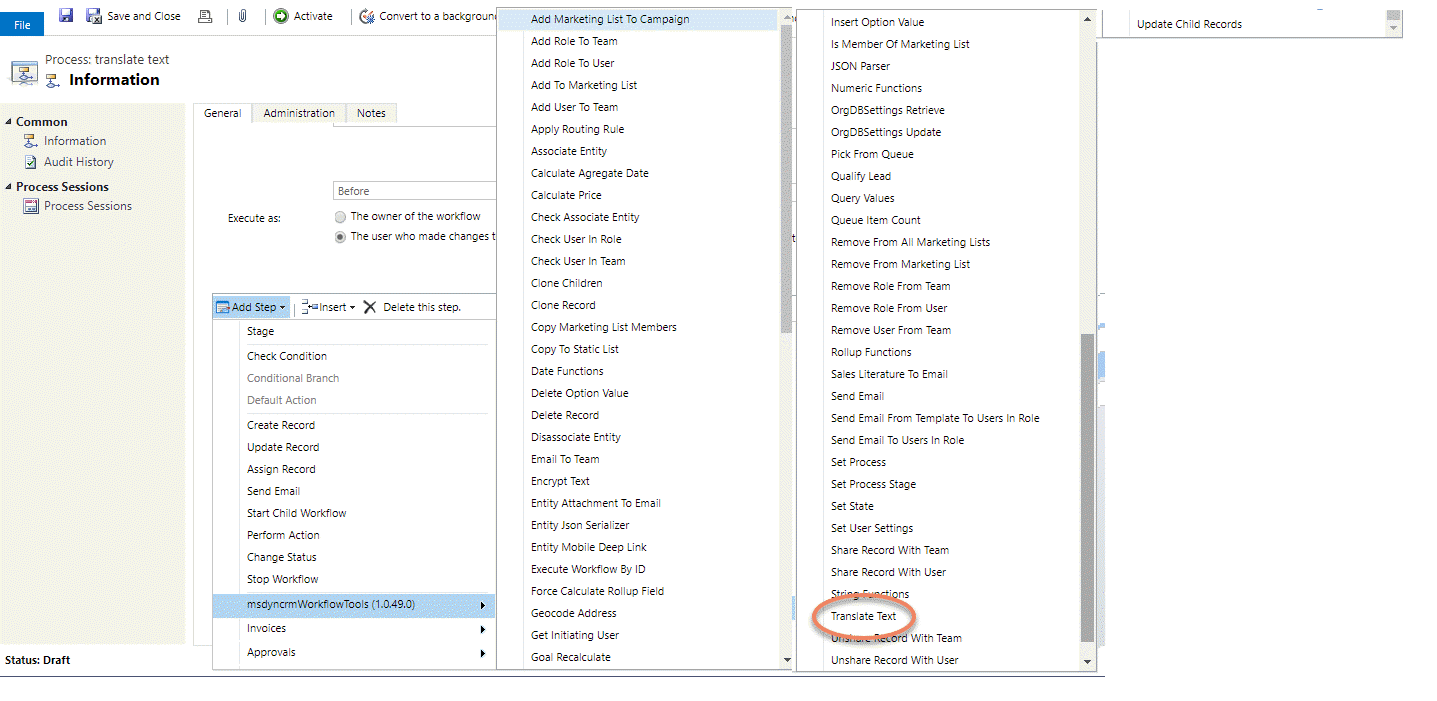 File
Save and Close
Activate
Convert to a background
Process: translate text
Information
Common
Information
Audit History
Process Sessions
Process Sessions
Status: Draft
General
Administration
Notes
Before
Execute as:
The owner of the workflow
The user who made changes t
Add Step
Insert
Delete this step.
Stage
Check Condition
Conditional Branch
Default Action
Create Record
Update Record
Assign Record
Send Email
Start Child Workflow
Perform Action
Change Status
Stop Workflow
msdyncrmWorkflowTools (1.0.49.0)
Invoices
Approvals
Add Marketing List To Campaign
Add Role To Team
Add Role To User
Add To Marketing List
Add User To Team
Apply Routing Rule
Associate Entity
Calculate Agregate Date
Calculate Price
Check Associate Entity
Check User In Role
Check User In Team
Clone Children
Clone Record
Copy Marketing List Members
Copy To Static List
Date Functions
Delete Option Value
Delete Record
Disassociate Entity
Email To Team
Encrypt Text
Entity Attachment To Email
Entity Json Serializer
Entity Mobile Deep Link
Execute Workflow By ID
Force Calculate Rollup Field
Geocode Address
Get Initiating User
Goal Recalculate
Insert Option Value
Is Member Of Marketing List
JSON Parser
Numeric Functions
OrgDBSettings Retrieve
OrgDBSettings Update
Pick From Queue
Qualify Lead
Query Values
Queue Item Count
Remove From All Marketing Lists
Remove From Marketing List
Remove Role From Team
Remove Role From User
Remove User From Team
Rollup Functions
Sales Literature To Email
Send Email
Send Email From Template To Users In Role
Send Email To Users In Role
Set Process
Set Process Stage
Set State
Set User Settings
Share Record With Team
Share Record With User
String Functions
Translate Text
Unshare Record With Team
Unshare Record With User
Update Child Records